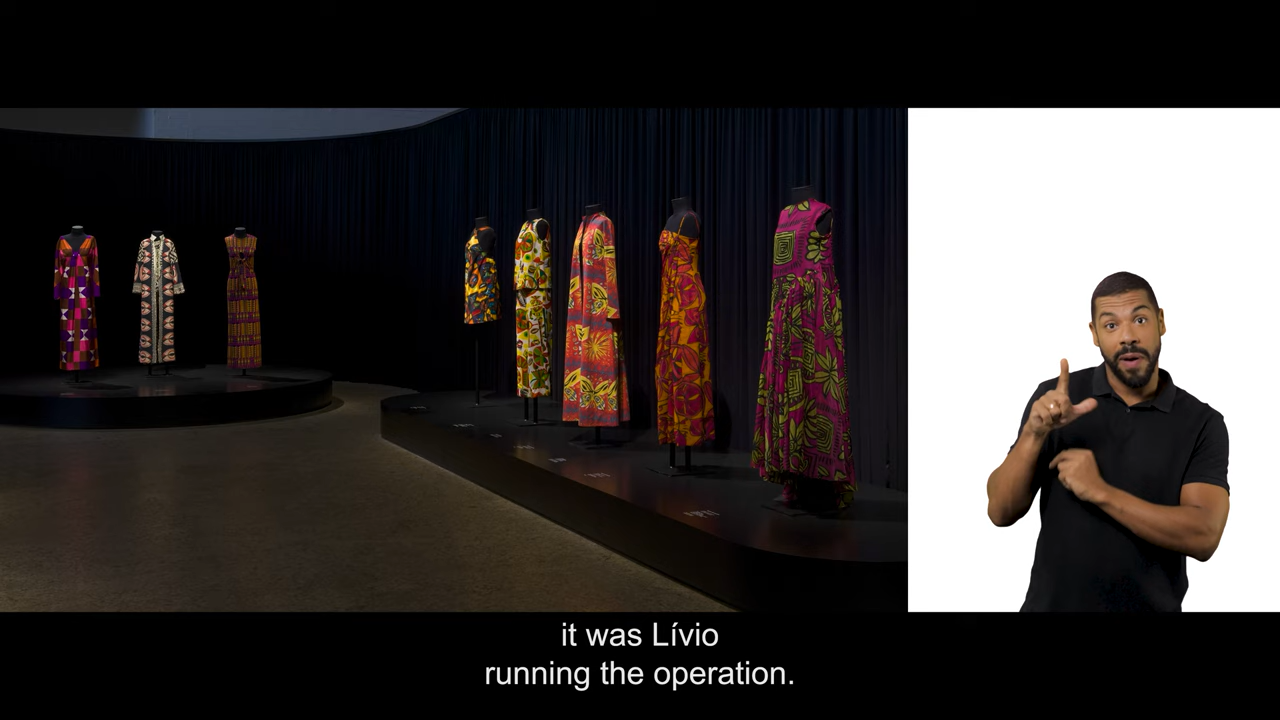 it was Lívio
running the operation.